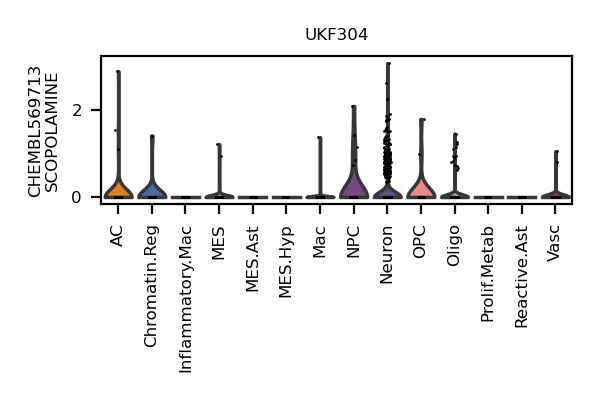 UKF304
CHEMBL569713
SCOPOLAMINE
2
0
AC
Chromatin.Reg
Inflammatory.Mac
MES
MES.Ast
MES.Hyp
Mac
NPC
Neuron
OPC
Oligo
Prolif.Metab
Reactive.Ast
Vasc